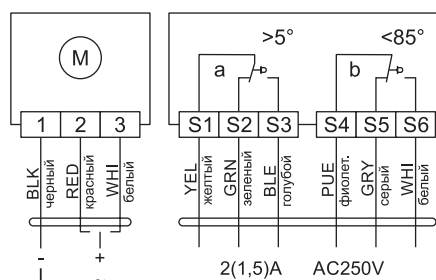 M
>5°
<85°
a
b
1 2 3
S1 S2 S3 S4 S5 S6
BLK
черный
RED
красный
WHI
белый
YEL
желтый
GRN
зеленый
BLE
голубой
PUE
фиолет.
GRY
серый
WHI
белый
- +
2(1,5)A AC250V